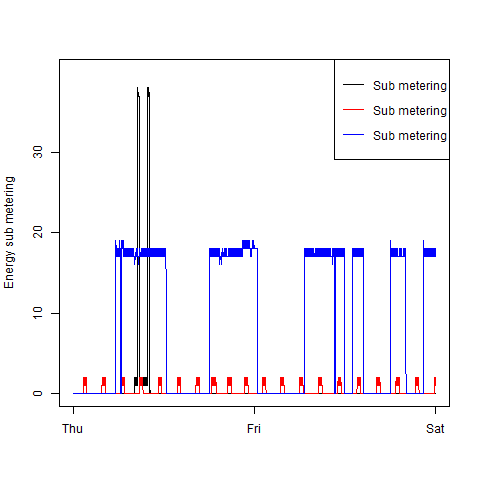 Sub metering
Sub metering
Sub metering
Energy sub metering
30
20
10
0
Thu
Fri
Sat